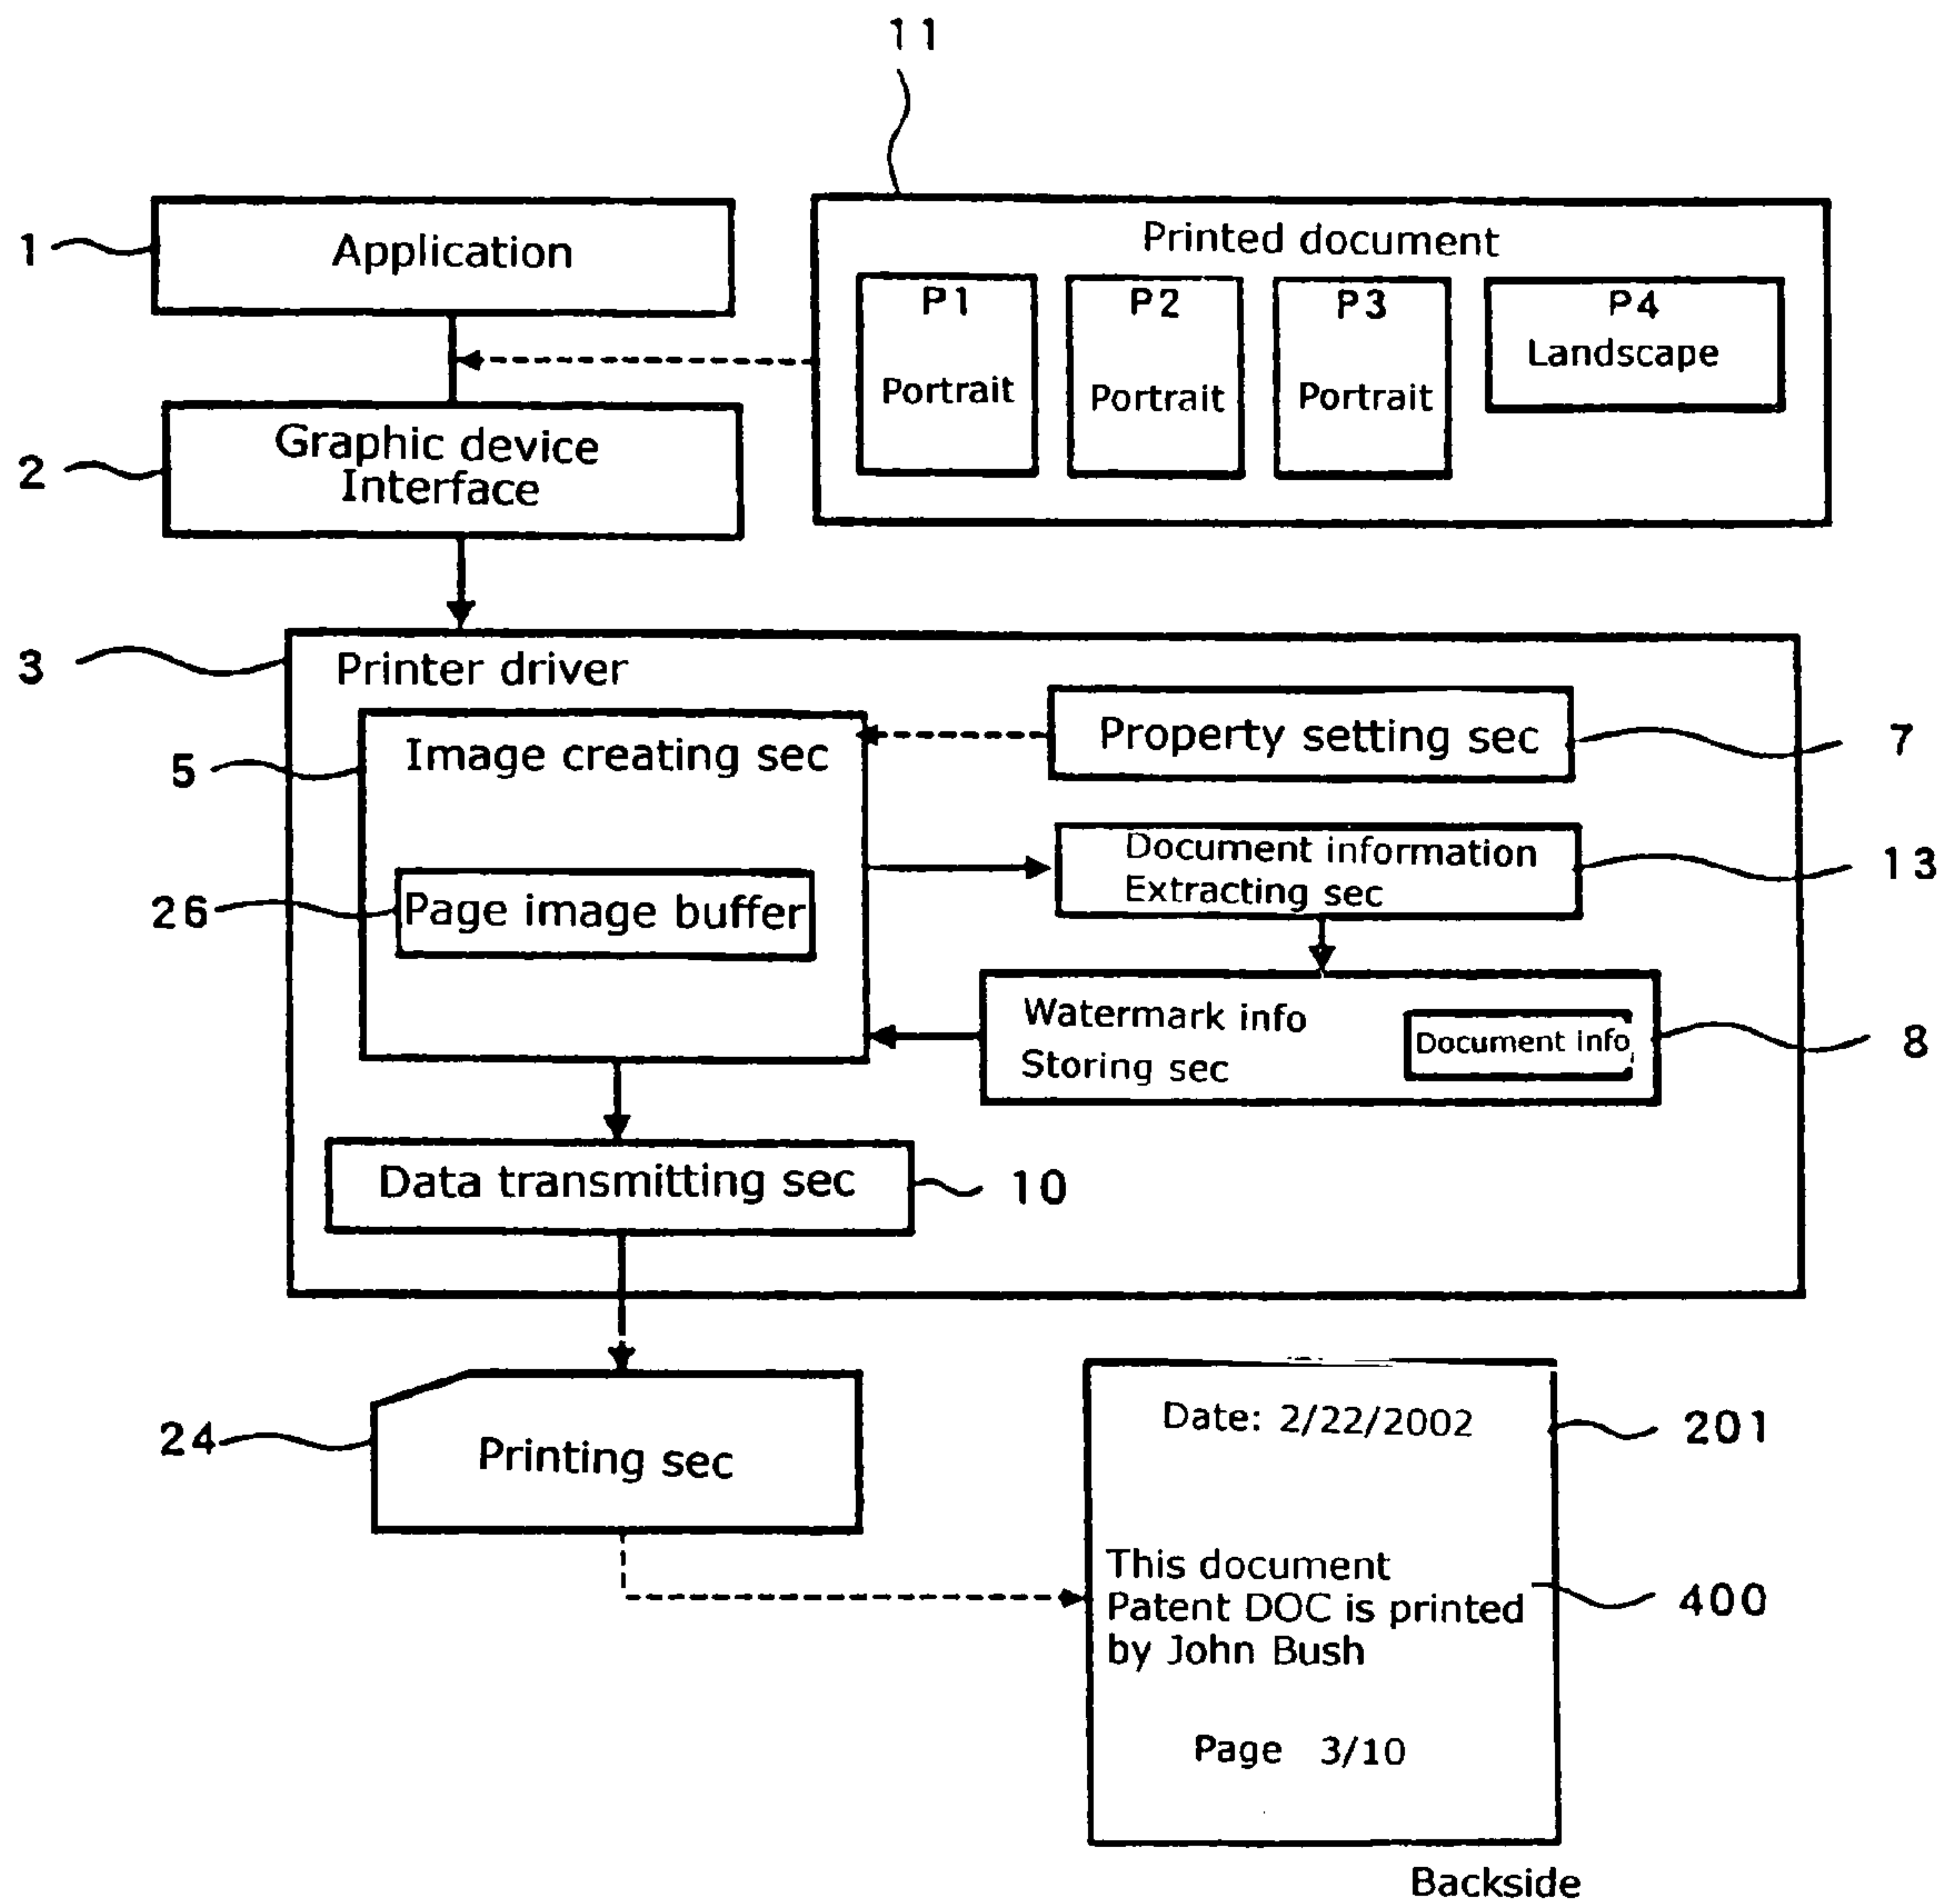 11
1
Application
Printed document
P1
Portrait
P2
Portrait
P3
Portrait
P4
Landscape
2
Graphic device
Interface
3
Printer driver
5
Image creating sec
Property setting sec
7
Document information
Extracting sec
13
26
Page image buffer
Watermark info
Storing sec
Document info
8
Data transmitting sec
10
24
Printing sec
Date: 2/22/2002
201
This document
Patent DOC is printed
by John Bush
400
Page 3/10
Backside